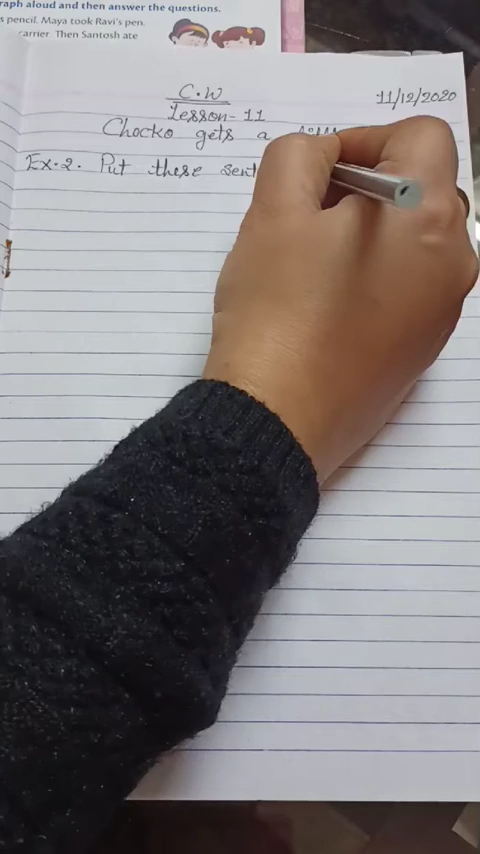 raph aloud and then answer the questions.
s pencil. Maya took Ravi's pen.
carrier. Then Santosh ate
C.W
11/12/2020
Lesson-11
Chocko gets a
Ex.2. Put these sent